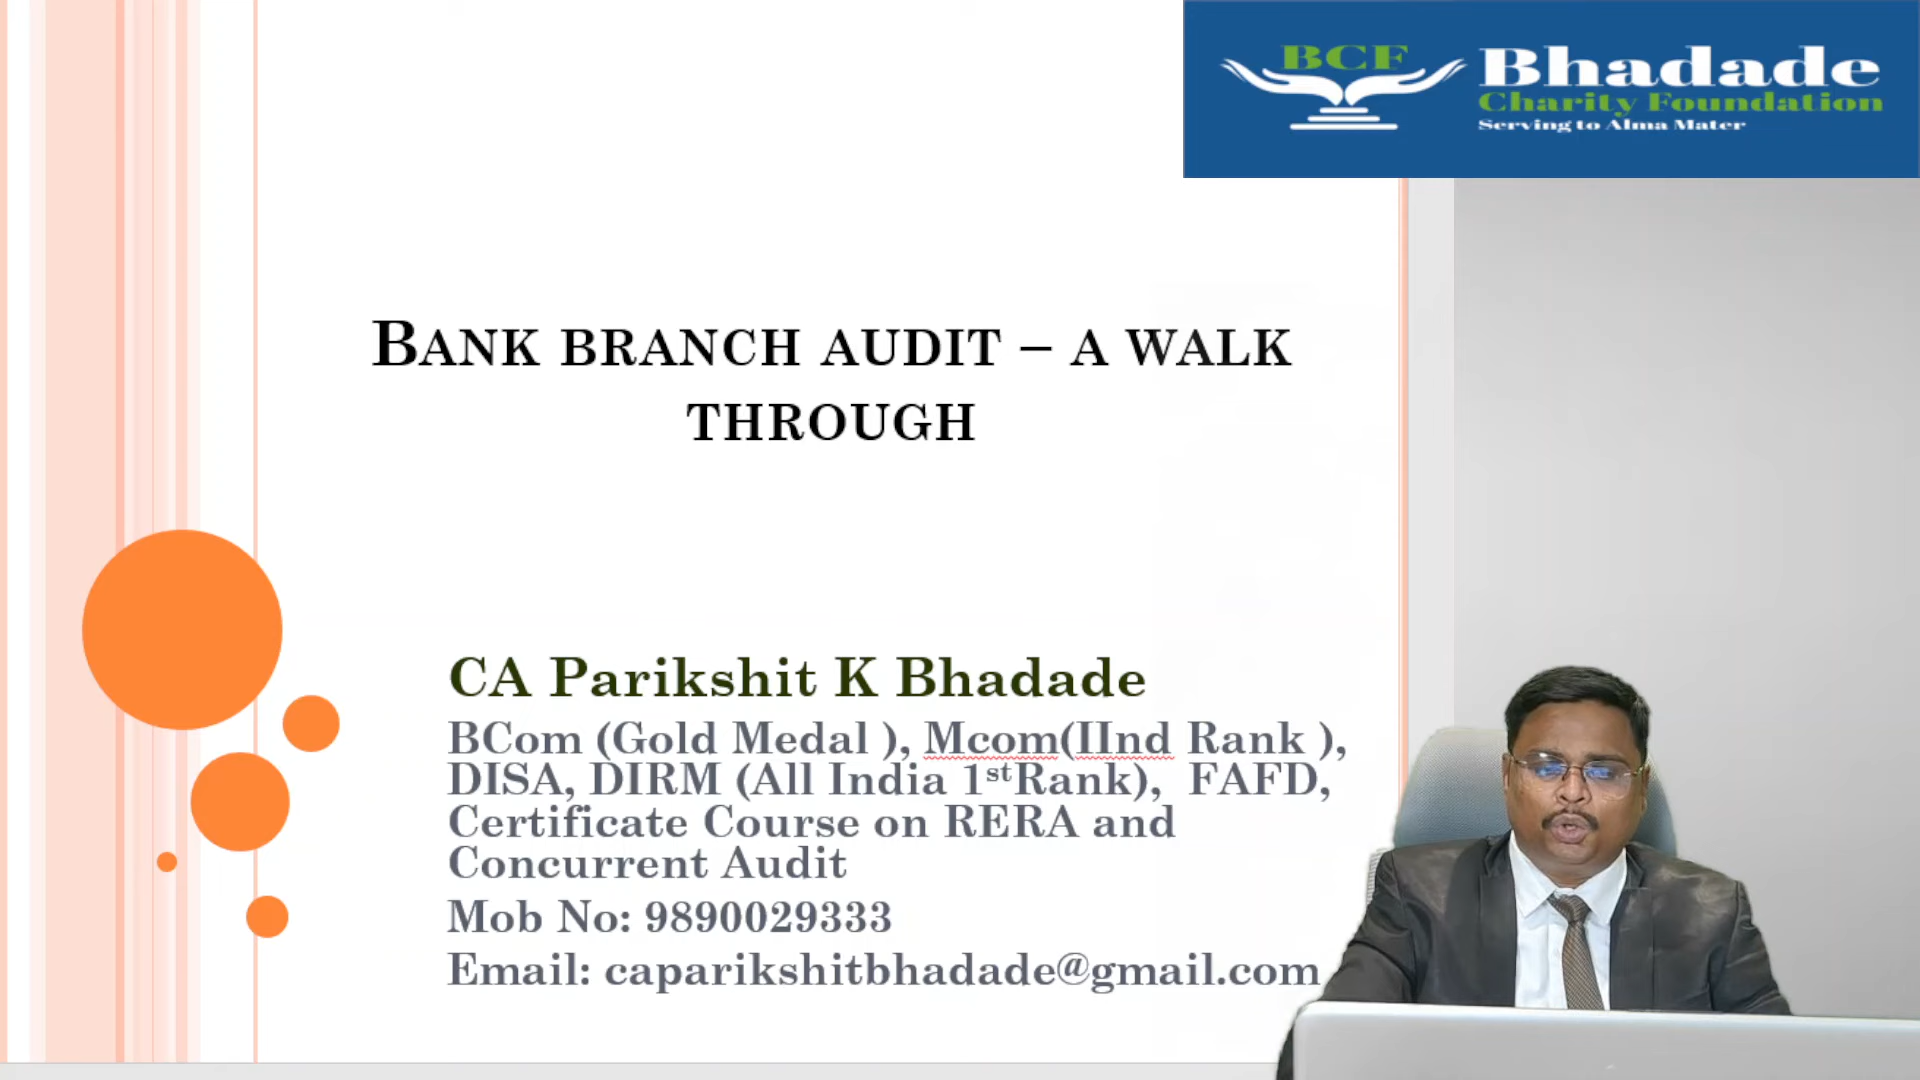 BCF
Bhadade
Charity Foundation
Serving to Alma Mater
BANK BRANCH AUDIT – A WALK
THROUGH
CA Parikshit K Bhadade
BCom (Gold Medal ), Mcom(IInd Rank ),
DISA, DIRM (All India 1stRank),  FAFD,
Certificate Course on RERA and
Concurrent Audit
Mob No: 9890029333
Email: caparikshitbhadade@gmail.com